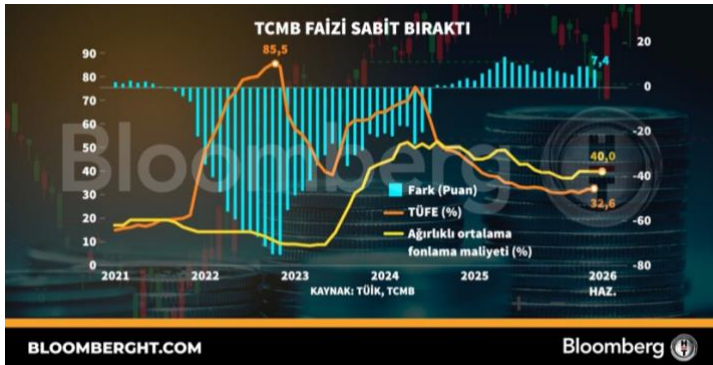 TCMB FAİZİ SABİT BIRAKTI
90
80
70
60
50
40
30
20
10
0
20
0
-20
-40
-60
-80
85,5
7,4
40,0
32,6
Bloomberg
Fark (Puan)
TÜFE (%)
Ağırlıklı ortalama
fonlama maliyeti (%)
2021 2022 2023 2024 2025 2026
HAZ.
KAYNAK: TÜİK, TCMB
BLOOMBERGHT.COM
Bloomberg HT